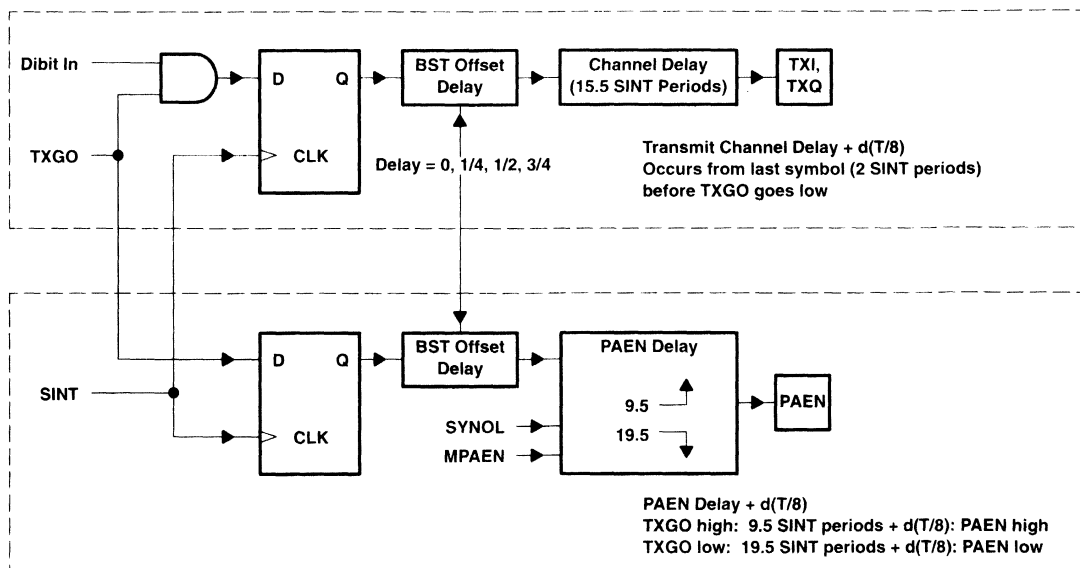 Dibit In
D Q
CLK
BST Offset
Delay
Channel Delay
(15.5 SINT Periods)
TXI,
TXQ
TXGO
Delay = 0, 1/4, 1/2, 3/4
Transmit Channel Delay + d(T/8)
Occurs from last symbol (2 SINT periods)
before TXGO goes low
SINT
D Q
CLK
BST Offset
Delay
PAEN Delay
9.5
19.5
SYNOL
MPAEN
PAEN
PAEN Delay + d(T/8)
TXGO high: 9.5 SINT periods + d(T/8): PAEN high
TXGO low: 19.5 SINT periods + d(T/8): PAEN low